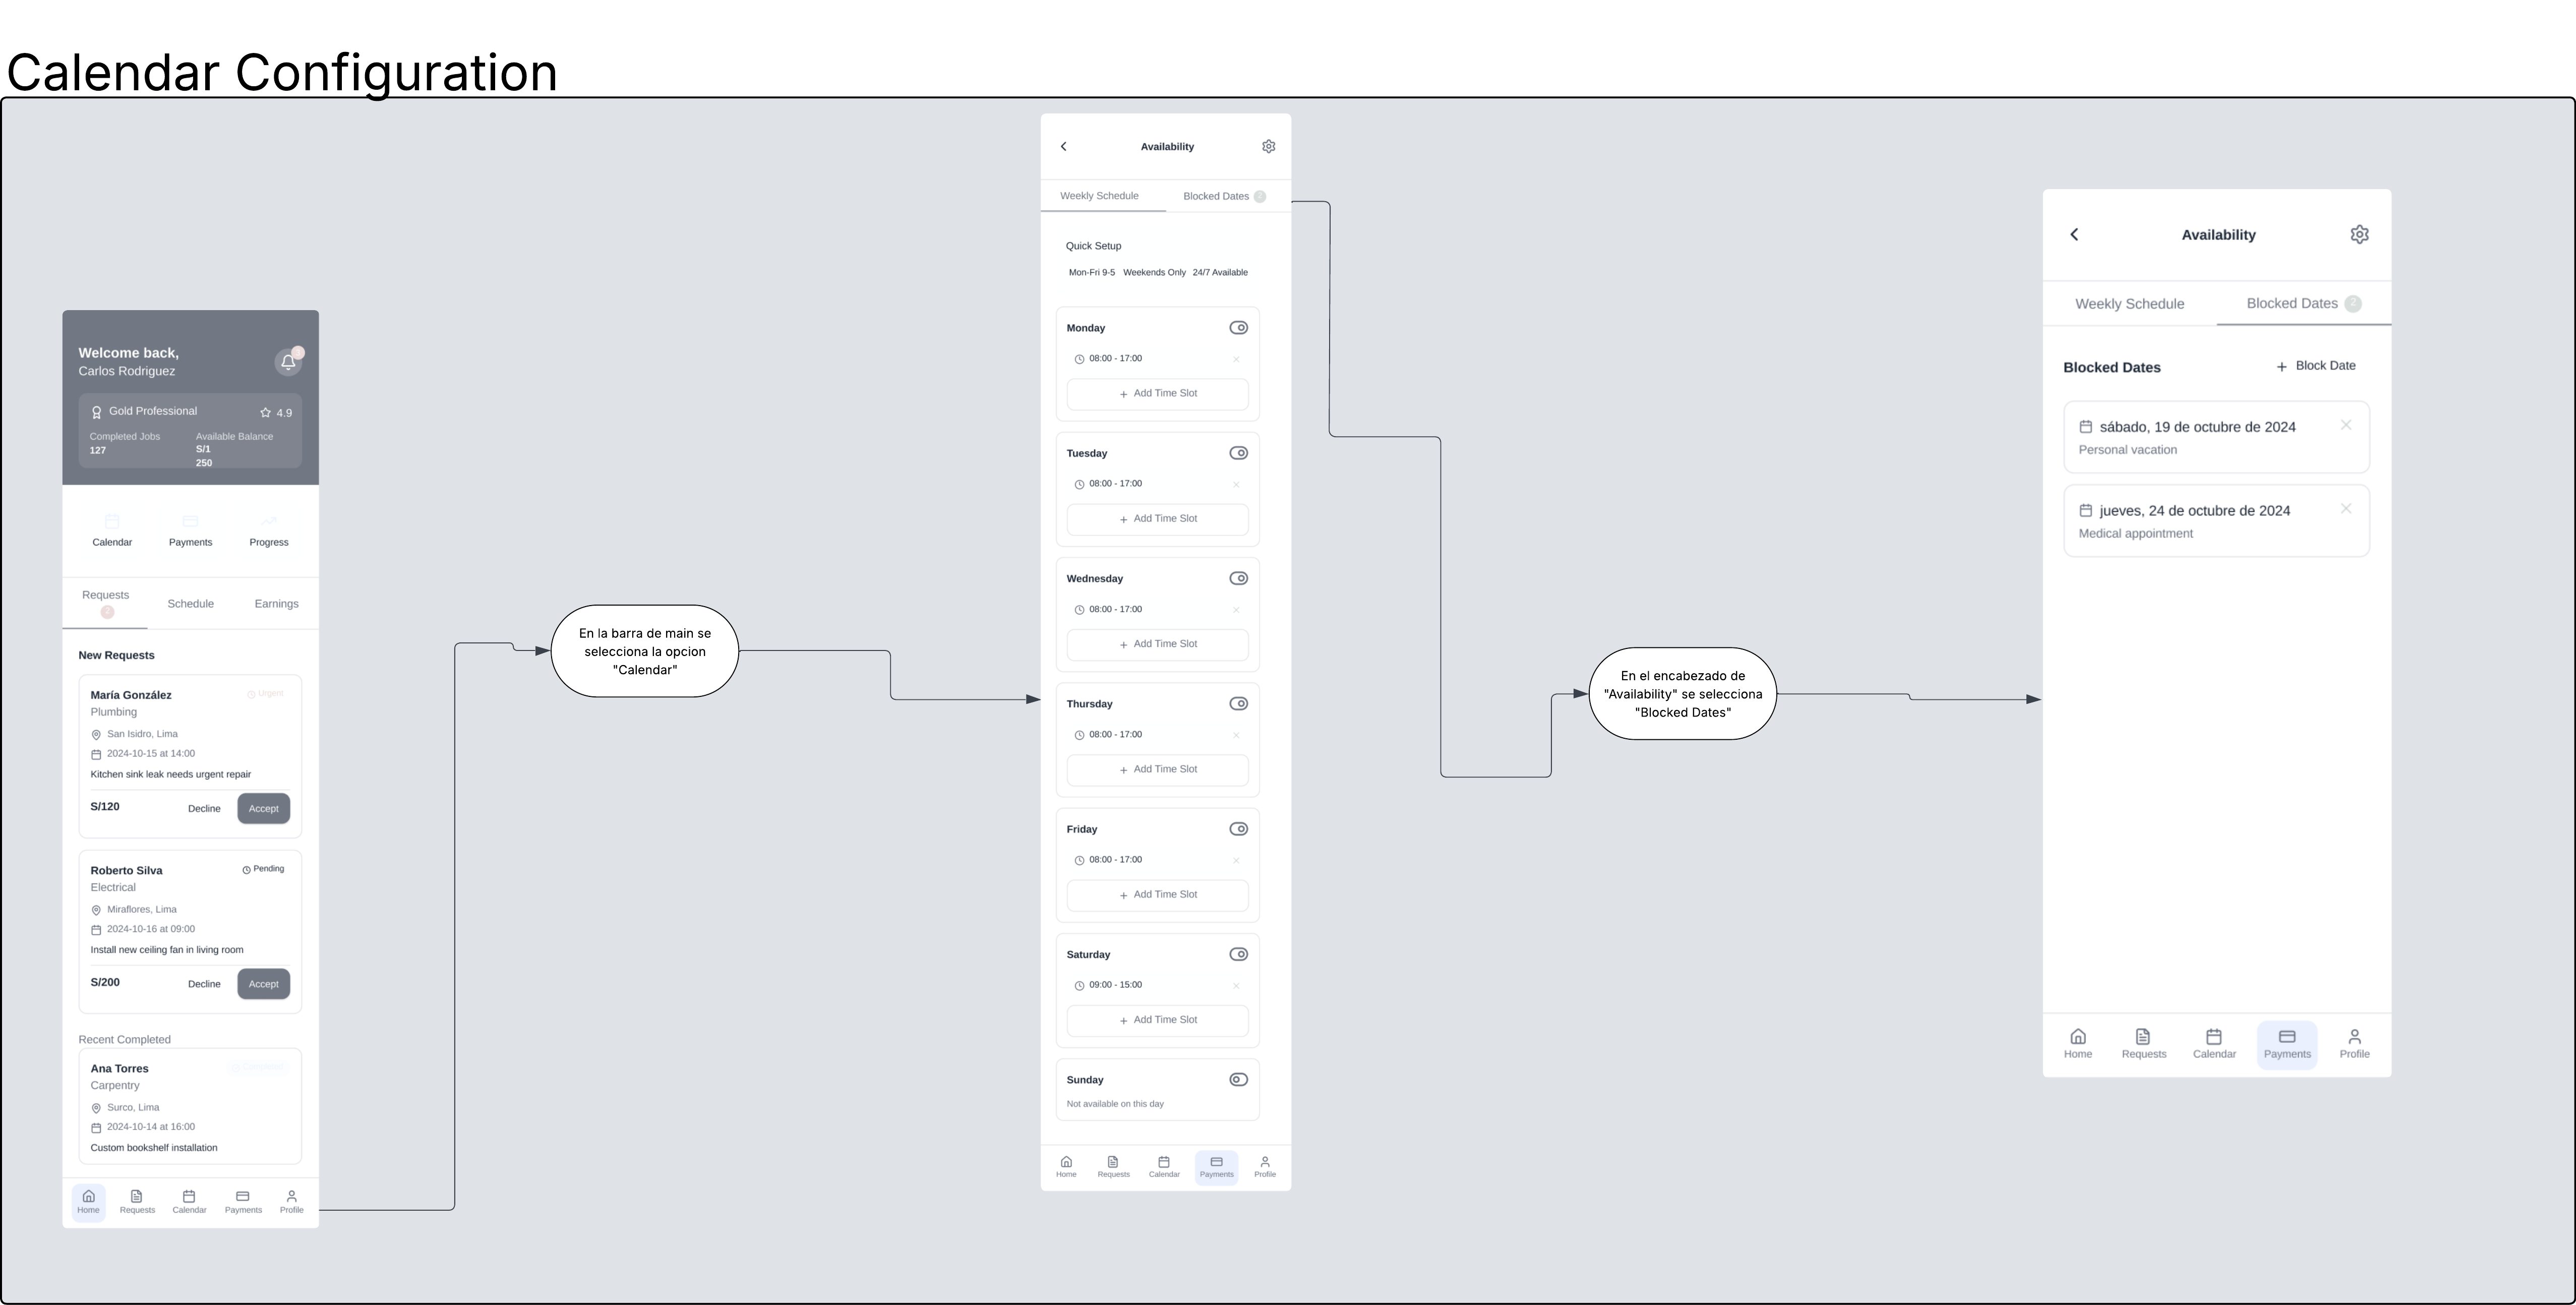 Calendar Configuration
Welcome back,
Carlos Rodriguez
Gold Professional
4.9
Completed Jobs
127
Available Balance
S/1
250
Calendar
Payments
Progress
Requests
Schedule
Earnings
New Requests
María González
Urgent
Plumbing
San Isidro, Lima
2024-10-15 at 14:00
Kitchen sink leak needs urgent repair
S/120
Decline
Accept
Roberto Silva
Pending
Electrical
Miraflores, Lima
2024-10-16 at 09:00
Install new ceiling fan in living room
S/200
Decline
Accept
Recent Completed
Ana Torres
Carpentry
Surco, Lima
2024-10-14 at 16:00
Custom bookshelf installation
Home
Requests
Calendar
Payments
Profile
En la barra de main se
selecciona la opcion
"Calendar"
Availability
Weekly Schedule
Blocked Dates
Quick Setup
Mon-Fri 9-5
Weekends Only
24/7 Available
Monday
08:00 - 17:00
+ Add Time Slot
Tuesday
08:00 - 17:00
+ Add Time Slot
Wednesday
08:00 - 17:00
+ Add Time Slot
Thursday
08:00 - 17:00
+ Add Time Slot
Friday
08:00 - 17:00
+ Add Time Slot
Saturday
09:00 - 15:00
+ Add Time Slot
Sunday
Not available on this day
Home
Requests
Calendar
Payments
Profile
En el encabezado de
"Availability" se selecciona
"Blocked Dates"
Availability
Weekly Schedule
Blocked Dates 2
Blocked Dates
+ Block Date
sábado, 19 de octubre de 2024
Personal vacation
jueves, 24 de octubre de 2024
Medical appointment
Home
Requests
Calendar
Payments
Profile